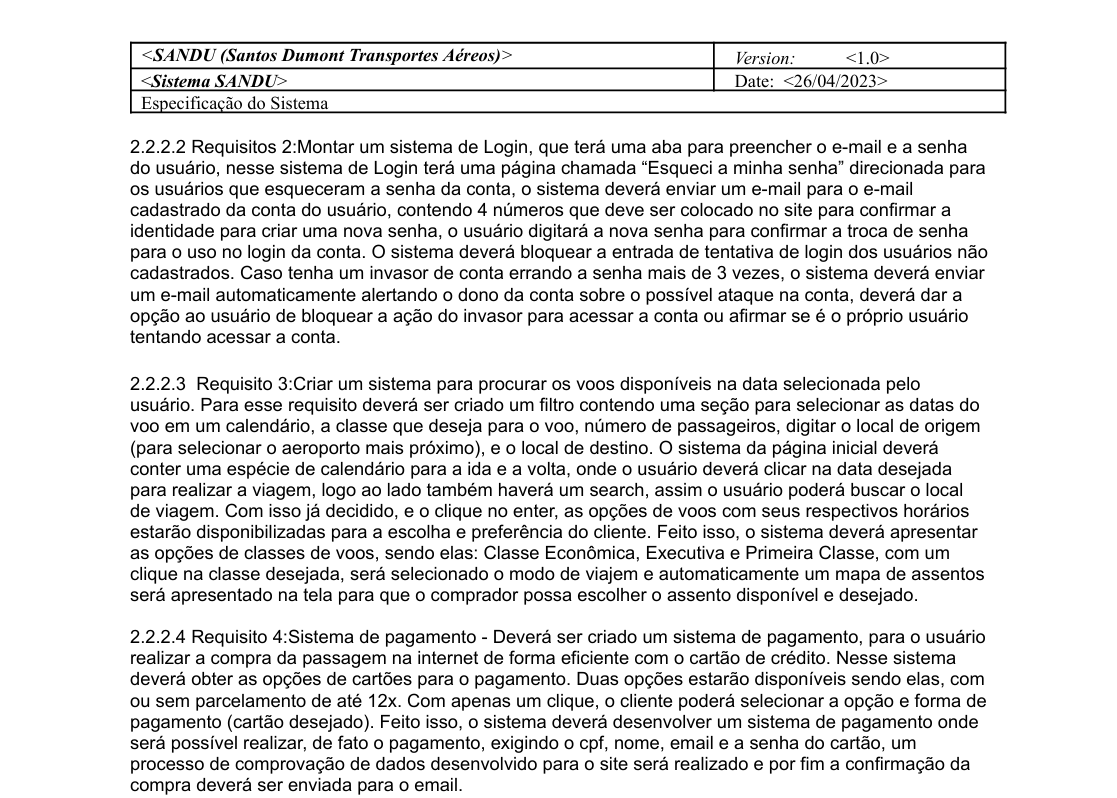 <SANDU (Santos Dumont Transportes Aéreos)> Version: <1.0>
<Sistema SANDU> Date: <26/04/2023>
Especificação do Sistema
2.2.2.2 Requisitos 2:Montar um sistema de Login, que terá uma aba para preencher o e-mail e a senha
do usuário, nesse sistema de Login terá uma página chamada “Esqueci a minha senha” direcionada para
os usuários que esqueceram a senha da conta, o sistema deverá enviar um e-mail para o e-mail
cadastrado da conta do usuário, contendo 4 números que deve ser colocado no site para confirmar a
identidade para criar uma nova senha, o usuário digitará a nova senha para confirmar a troca de senha
para o uso no login da conta. O sistema deverá bloquear a entrada de tentativa de login dos usuários não
cadastrados. Caso tenha um invasor de conta errando a senha mais de 3 vezes, o sistema deverá enviar
um e-mail automaticamente alertando o dono da conta sobre o possível ataque na conta, deverá dar a
opção ao usuário de bloquear a ação do invasor para acessar a conta ou afirmar se é o próprio usuário
tentando acessar a conta.
2.2.2.3 Requisito 3:Criar um sistema para procurar os voos disponíveis na data selecionada pelo
usuário. Para esse requisito deverá ser criado um filtro contendo uma seção para selecionar as datas do
voo em um calendário, a classe que deseja para o voo, número de passageiros, digitar o local de origem
(para selecionar o aeroporto mais próximo), e o local de destino. O sistema da página inicial deverá
conter uma espécie de calendário para a ida e a volta, onde o usuário deverá clicar na data desejada
para realizar a viagem, logo ao lado também haverá um search, assim o usuário poderá buscar o local
de viagem. Com isso já decidido, e o clique no enter, as opções de voos com seus respectivos horários
estarão disponibilizadas para a escolha e preferência do cliente. Feito isso, o sistema deverá apresentar
as opções de classes de voos, sendo elas: Classe Econômica, Executiva e Primeira Classe, com um
clique na classe desejada, será selecionado o modo de viajem e automaticamente um mapa de assentos
será apresentado na tela para que o comprador possa escolher o assento disponível e desejado.
2.2.2.4 Requisito 4:Sistema de pagamento - Deverá ser criado um sistema de pagamento, para o usuário
realizar a compra da passagem na internet de forma eficiente com o cartão de crédito. Nesse sistema
deverá obter as opções de cartões para o pagamento. Duas opções estarão disponíveis sendo elas, com
ou sem parcelamento de até 12x. Com apenas um clique, o cliente poderá selecionar a opção e forma de
pagamento (cartão desejado). Feito isso, o sistema deverá desenvolver um sistema de pagamento onde
será possível realizar, de fato o pagamento, exigindo o cpf, nome, email e a senha do cartão, um
processo de comprovação de dados desenvolvido para o site será realizado e por fim a confirmação da
compra deverá ser enviada para o email.